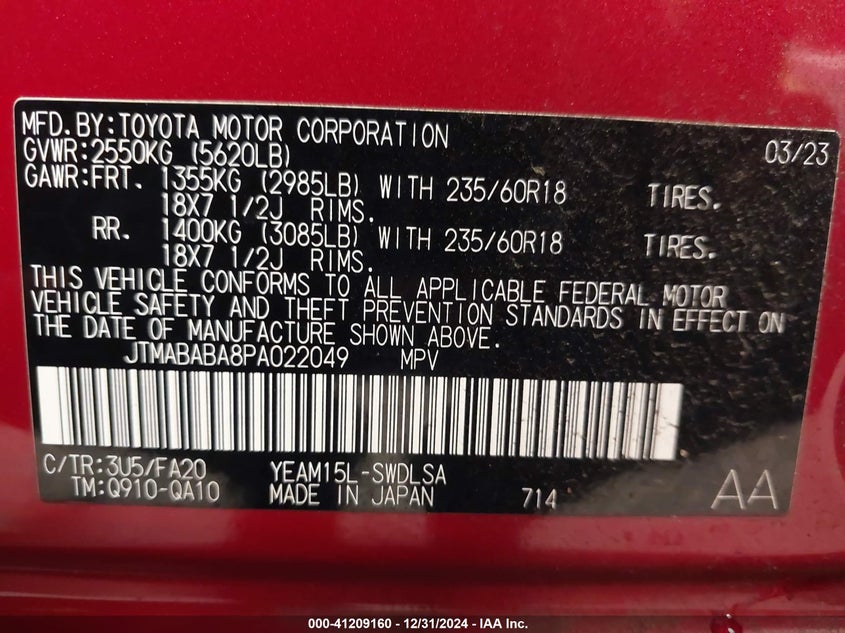 MFD.BY:TOYOTA MOTOR CORPORATION 03/23
GVWR:2550KG (5620LB)
GAWR:FRT. 1355KG (2985LB) WITH 235/60R18 TIRES.
18X7 1/2J RIMS.
RR. 1400KG (3085LB) WITH 235/60R18 TIRES.
18X7 1/2J RIMS.
THIS VEHICLE CONFORMS TO ALL APPLICABLE FEDERAL MOTOR
VEHICLE SAFETY AND THEFT PREVENTION STANDARDS IN EFFECT ON
THE DATE OF MANUFACTURE SHOWN ABOVE.
JTMABABA8PA022049 MPV
C/TR:3U5/FA20 YEAM15L-SWDLSA
TM:Q910-QA10 MADE IN JAPAN 714 AA
000-41209160 - 12/31/2024 - IAA Inc.